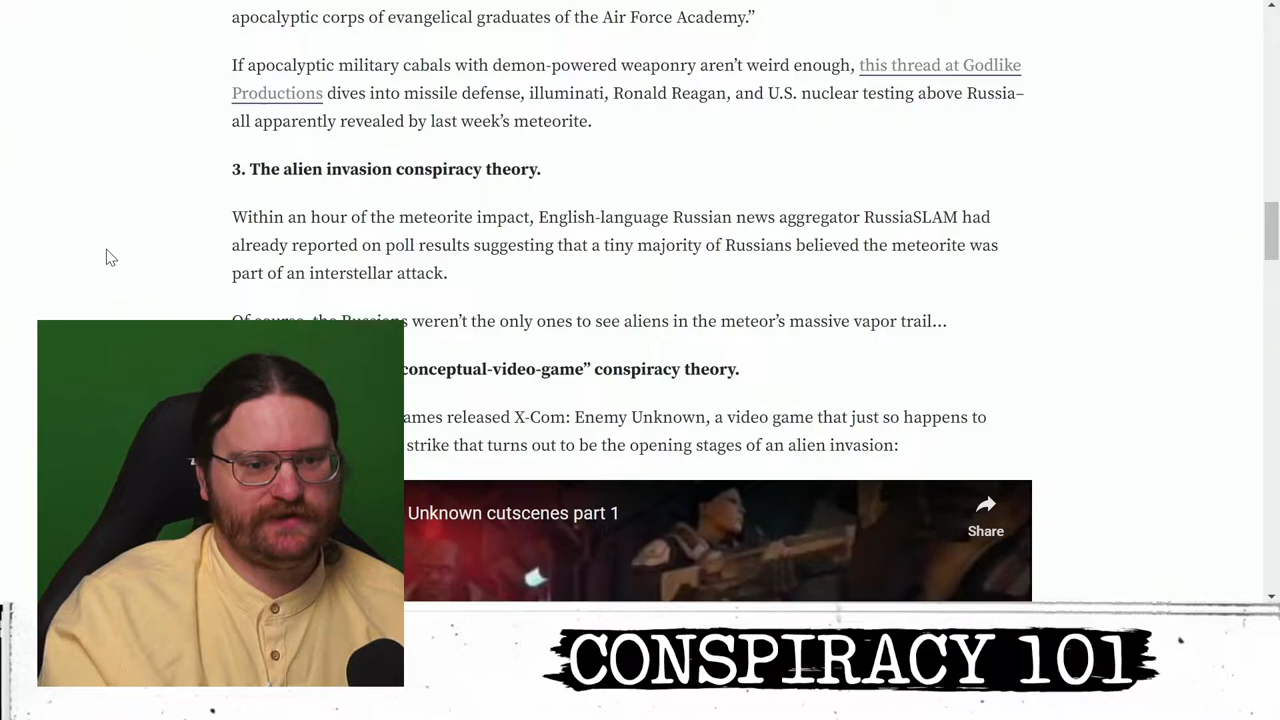 apocalyptic corps of evangelical graduates of the Air Force Academy.”
If apocalyptic military cabals with demon-powered weaponry aren’t weird enough, this thread at Godlike
Productions dives into missile defense, illuminati, Ronald Reagan, and U.S. nuclear testing above Russia–
all apparently revealed by last week’s meteorite.
3. The alien invasion conspiracy theory.
Within an hour of the meteorite impact, English-language Russian news aggregator RussiaSLAM had
already reported on poll results suggesting that a tiny majority of Russians believed the meteorite was
part of an interstellar attack.
Of course, the Russians weren’t the only ones to see aliens in the meteor’s massive vapor trail…
conceptual-video-game” conspiracy theory.
ames released X-Com: Enemy Unknown, a video game that just so happens to
strike that turns out to be the opening stages of an alien invasion:
Unknown cutscenes part 1
Share
CONSPIRACY 101